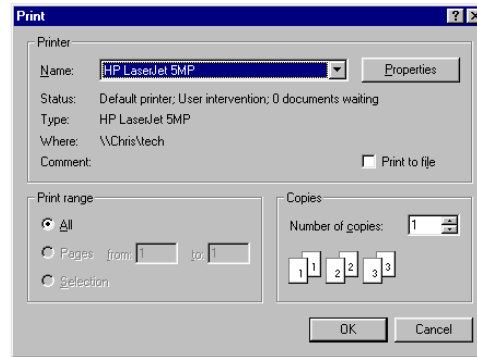 Print
Printer
Name: HP LaserJet 5MP Properties
Status: Default printer; User intervention; 0 documents waiting
Type: HP LaserJet 5MP
Where: \\Chris\tech
Comment: Print to file
Print range
All
Pages from: 1 to: 1
Selection
Copies
Number of copies: 1
1 1 2 2 3 3
OK Cancel